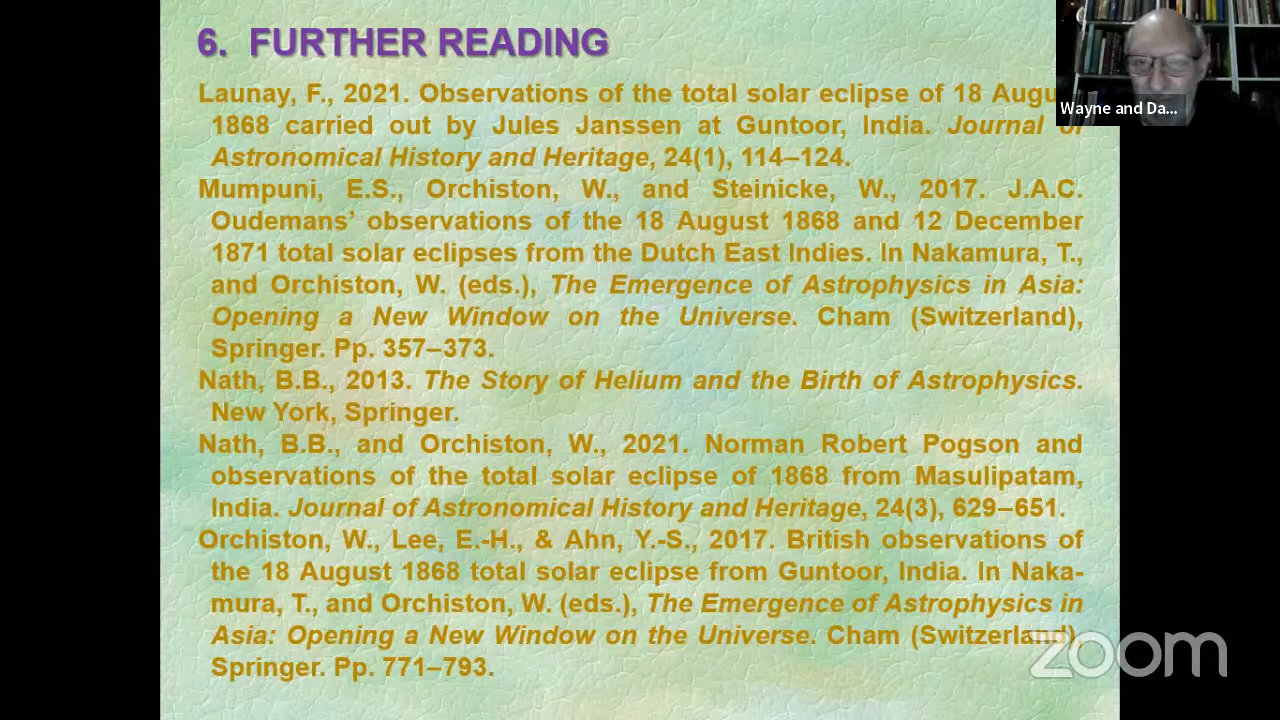 6. FURTHER READING
Launay, F., 2021. Observations of the total solar eclipse of 18 Augu
1868 carried out by Jules Janssen at Guntoor, India. Journal of
Astronomical History and Heritage, 24(1), 114–124.
Mumpuni, E.S., Orchiston, W., and Steinicke, W., 2017. J.A.C.
Oudemans’ observations of the 18 August 1868 and 12 December
1871 total solar eclipses from the Dutch East Indies. In Nakamura, T.,
and Orchiston, W. (eds.), The Emergence of Astrophysics in Asia:
Opening a New Window on the Universe. Cham (Switzerland),
Springer. Pp. 357–373.
Nath, B.B., 2013. The Story of Helium and the Birth of Astrophysics.
New York, Springer.
Nath, B.B., and Orchiston, W., 2021. Norman Robert Pogson and
observations of the total solar eclipse of 1868 from Masulipatam,
India. Journal of Astronomical History and Heritage, 24(3), 629–651.
Orchiston, W., Lee, E.-H., & Ahn, Y.-S., 2017. British observations of
the 18 August 1868 total solar eclipse from Guntoor, India. In Naka-
mura, T., and Orchiston, W. (eds.), The Emergence of Astrophysics in
Asia: Opening a New Window on the Universe. Cham (Switzerland),
Springer. Pp. 771–793.
Wayne and Da...
zoom